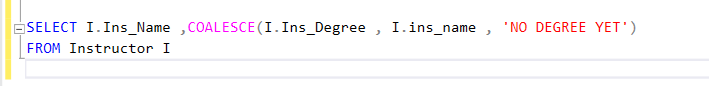 SELECT I.Ins_Name ,COALESCE(I.Ins_Degree , I.ins_name , 'NO DEGREE YET')
FROM Instructor I